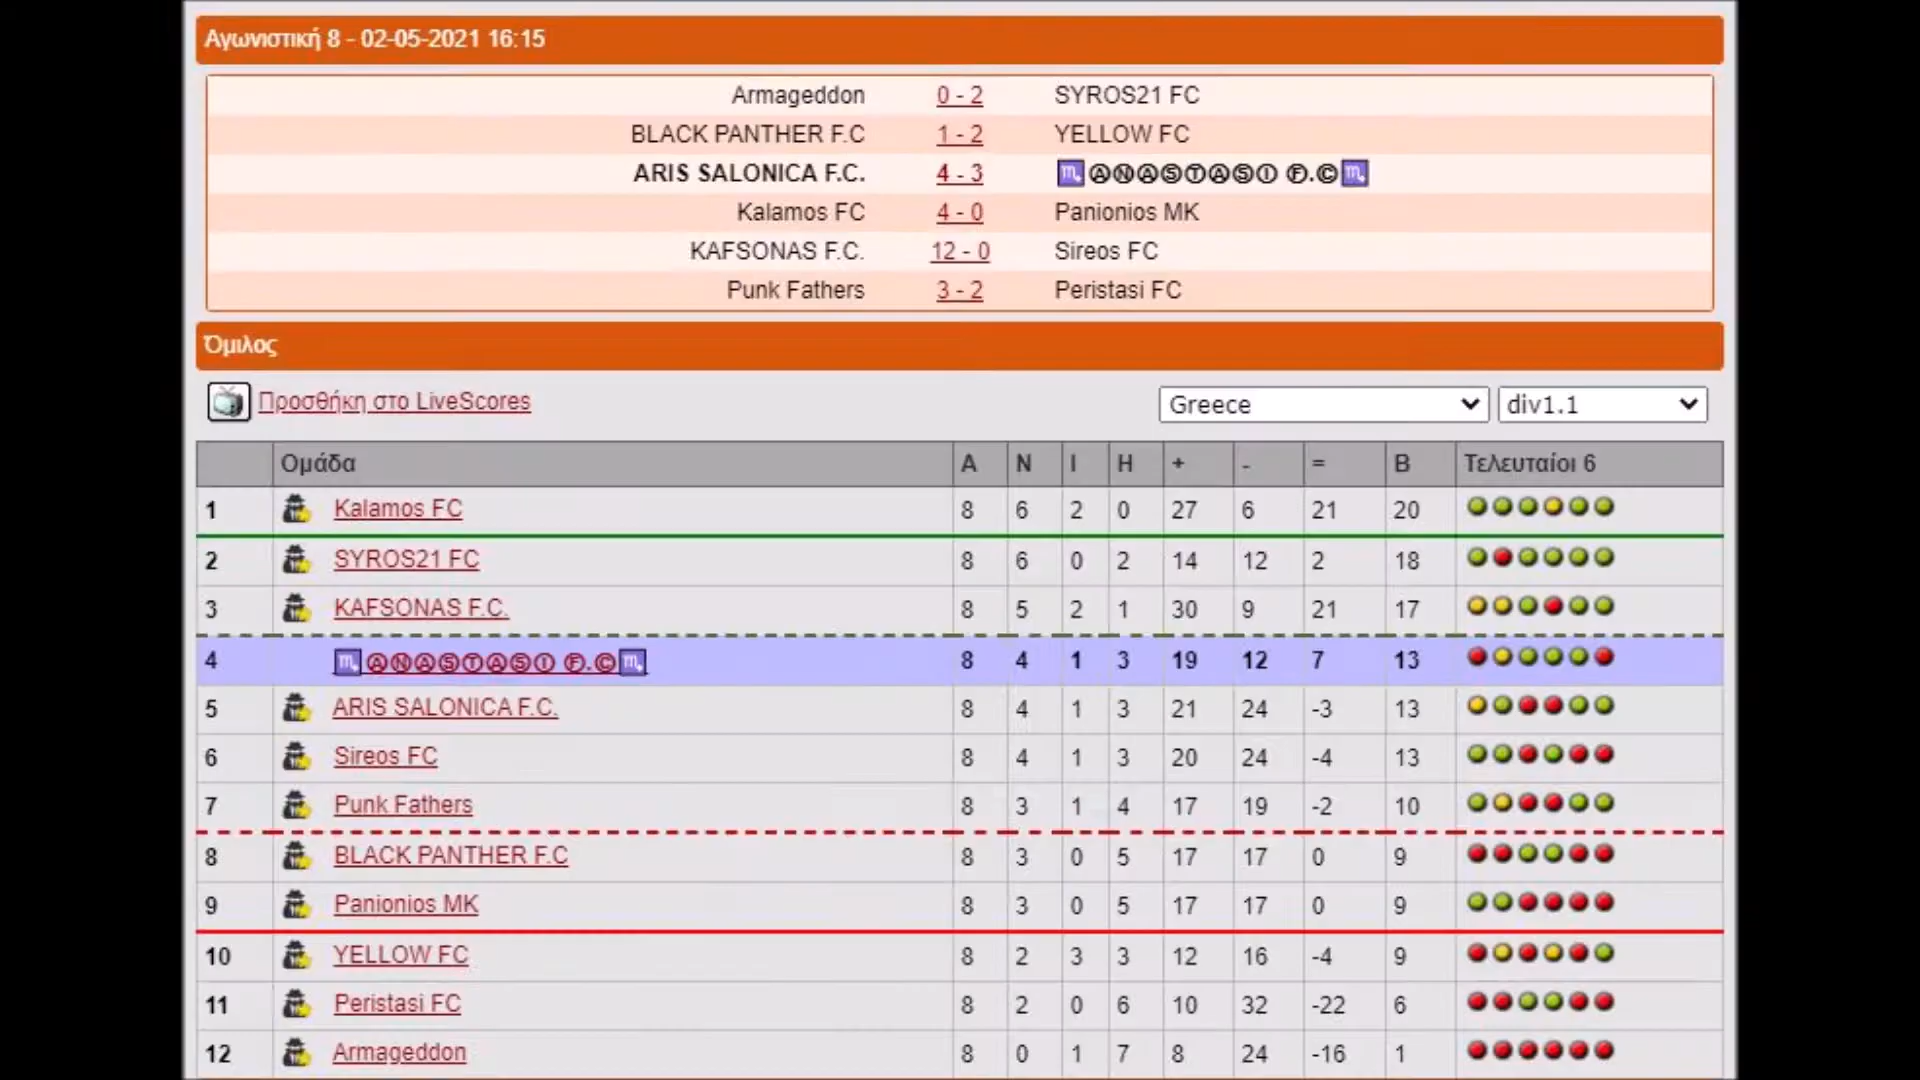 Αγωνιστική 8 - 02-05-2021 16:15
Armageddon 0 - 2 SYROS21 FC
BLACK PANTHER F.C 1 - 2 YELLOW FC
ARIS SALONICA F.C. 4 - 3 ♏ⒶⓃⒶⓈⓉⒶⓈⒾ Ⓕ.©♏
Kalamos FC 4 - 0 Panionios MK
KAFSONAS F.C. 12 - 0 Sireos FC
Punk Fathers 3 - 2 Peristasi FC
Όμιλος
Προσθήκη στο LiveScores Greece div1.1
Ομάδα Α Ν Ι Η + - = Β Τελευταίοι 6
1 Kalamos FC 8 6 2 0 27 6 21 20
2 SYROS21 FC 8 6 0 2 14 12 2 18
3 KAFSONAS F.C. 8 5 2 1 30 9 21 17
4 ♏ⒶⓃⒶⓈⓉⒶⓈⒾ Ⓕ.©♏ 8 4 1 3 19 12 7 13
5 ARIS SALONICA F.C. 8 4 1 3 21 24 -3 13
6 Sireos FC 8 4 1 3 20 24 -4 13
7 Punk Fathers 8 3 1 4 17 19 -2 10
8 BLACK PANTHER F.C 8 3 0 5 17 17 0 9
9 Panionios MK 8 3 0 5 17 17 0 9
10 YELLOW FC 8 2 3 3 12 16 -4 9
11 Peristasi FC 8 2 0 6 10 32 -22 6
12 Armageddon 8 0 1 7 8 24 -16 1